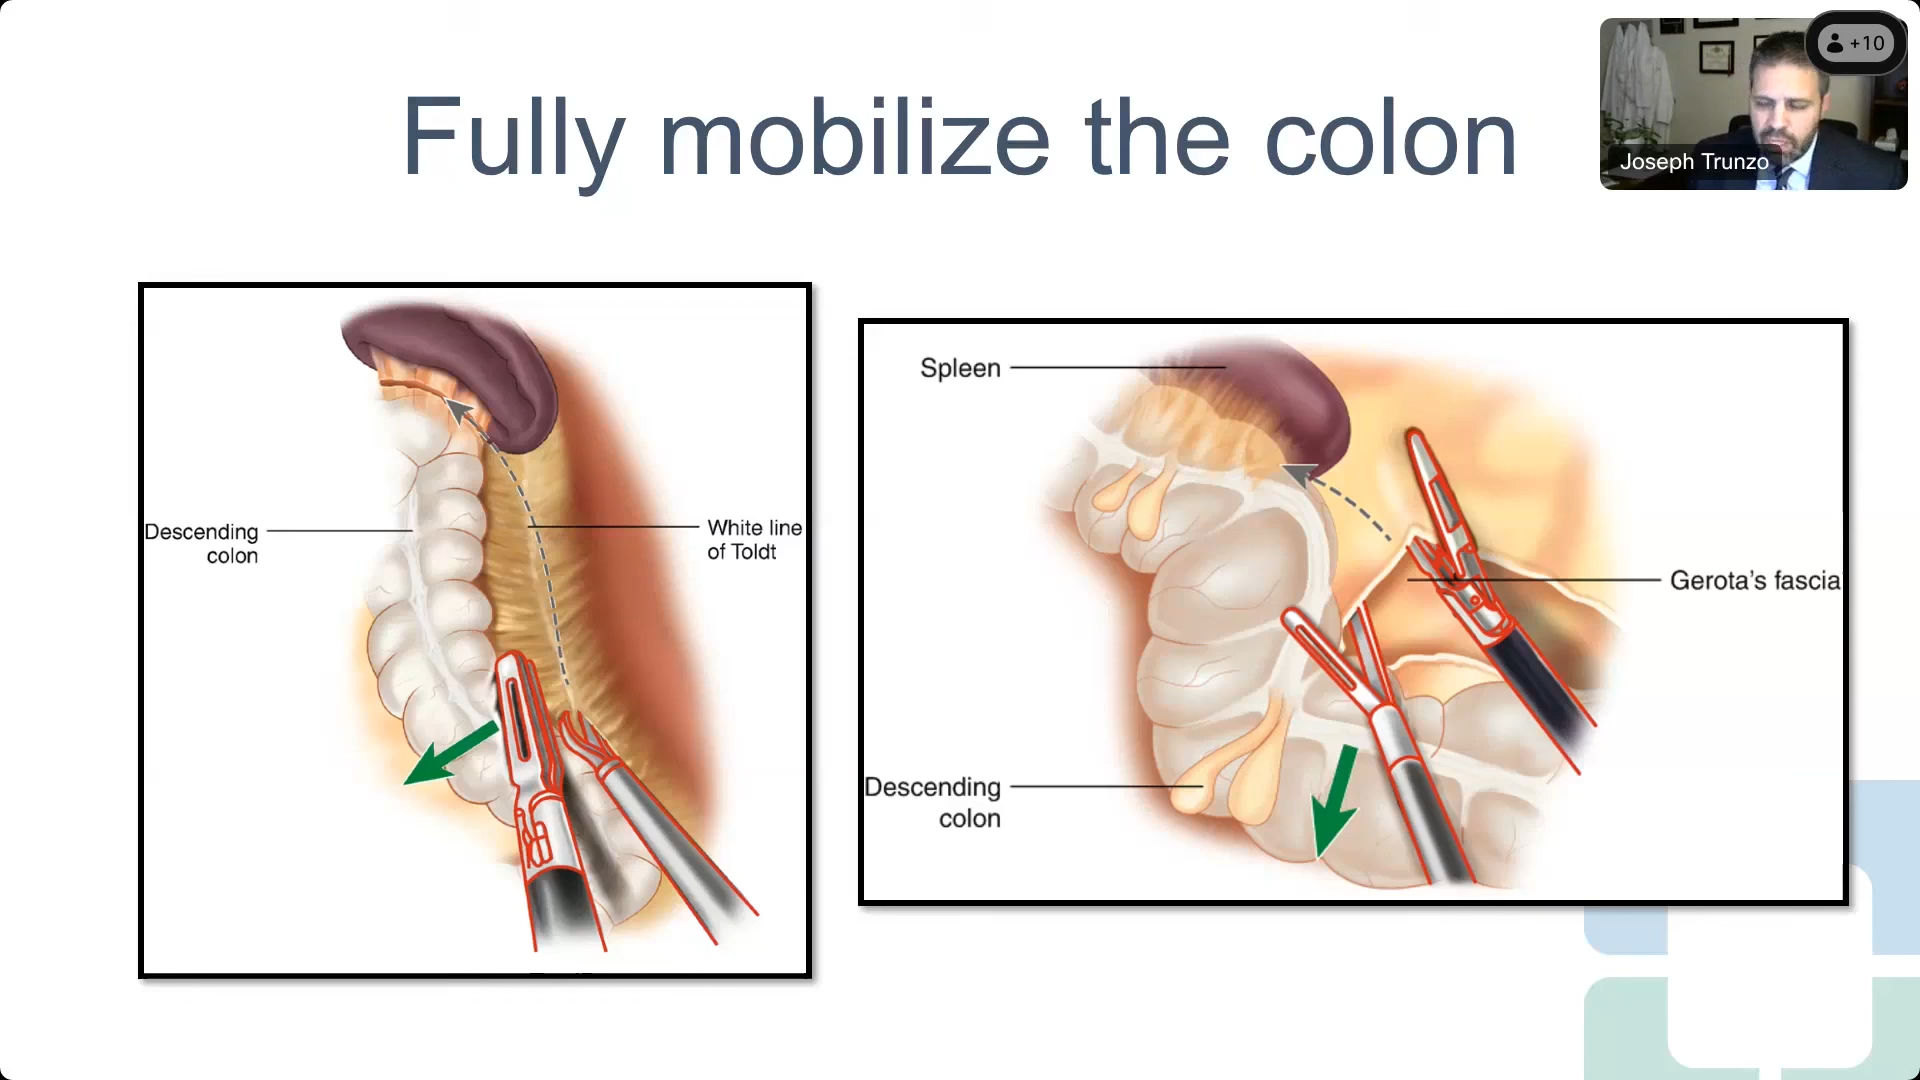 Fully mobilize the colon
+10
Joseph Trunzo
Descending
colon
White line
of Toldt
Spleen
Gerota's fascia
Descending
colon